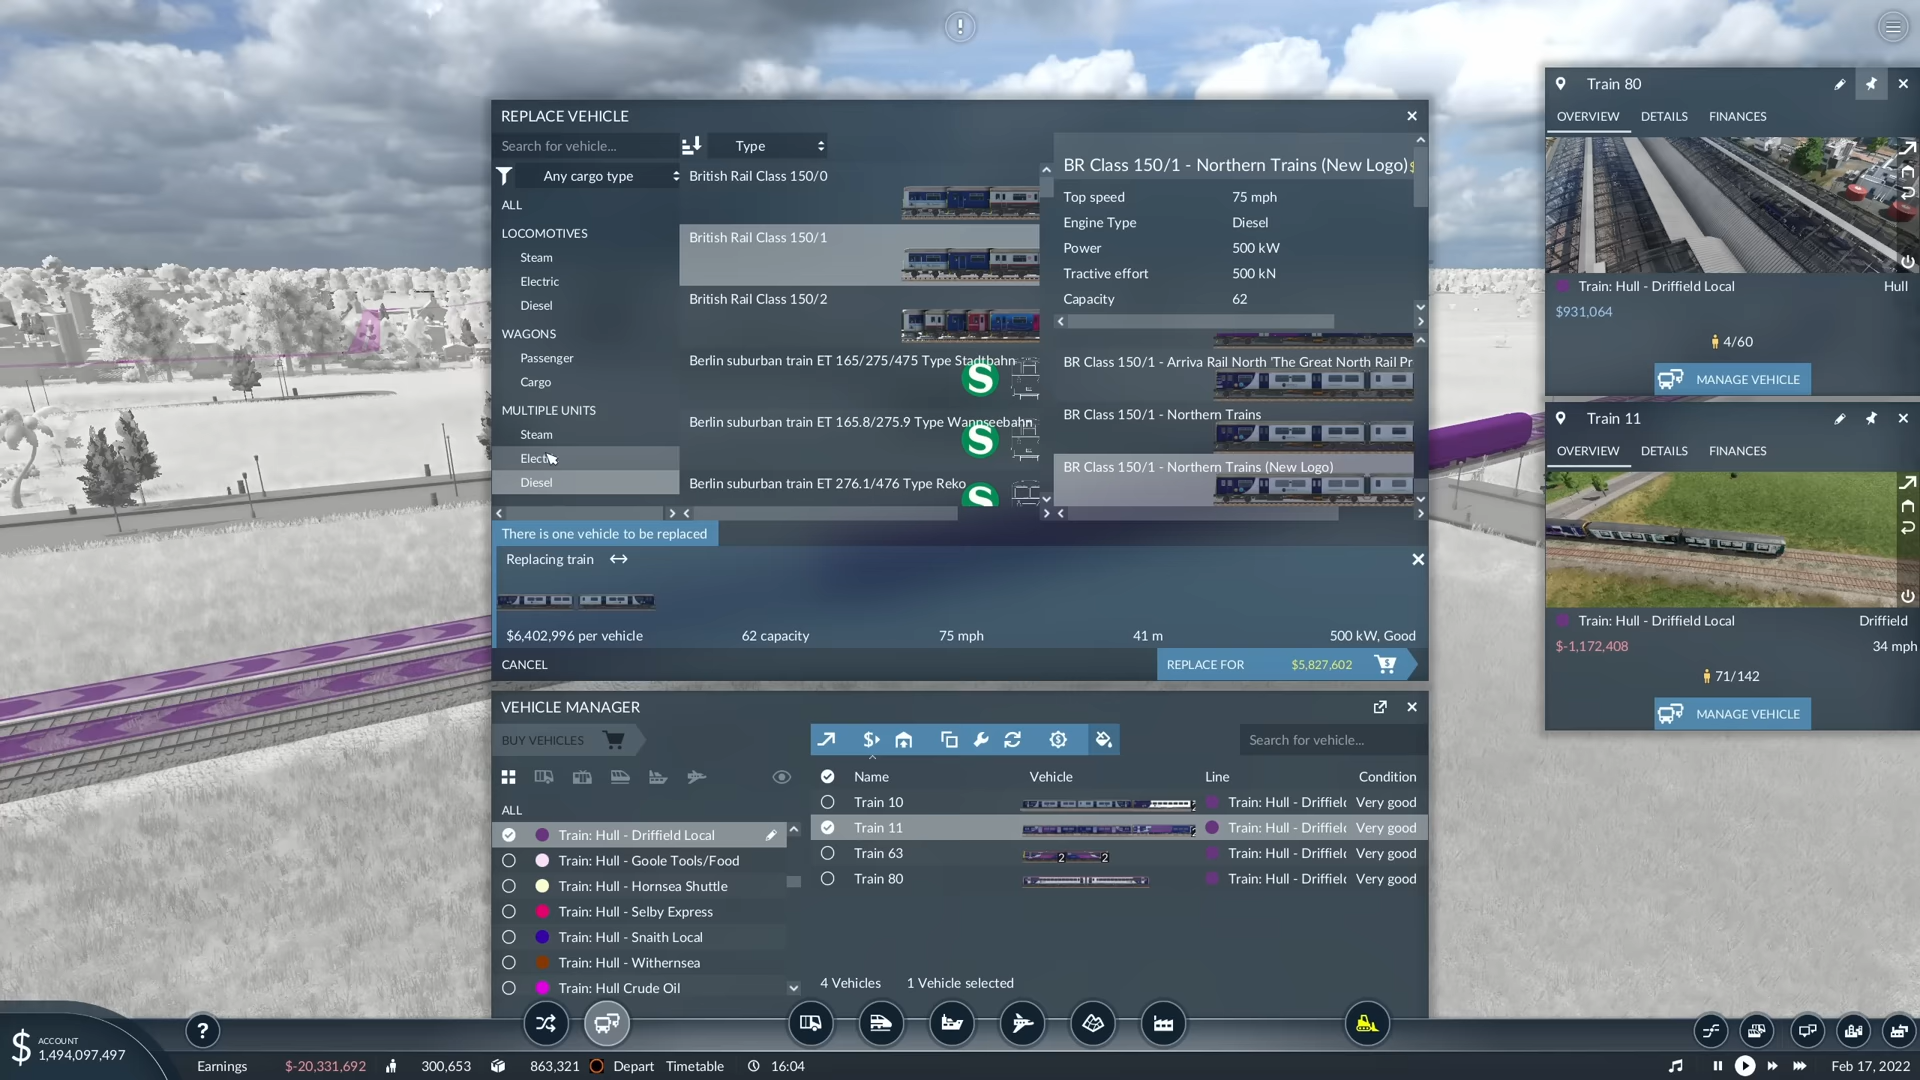 REPLACE VEHICLE
Search for vehicle...
Type
Any cargo type
ALL
LOCOMOTIVES
Steam
Electric
Diesel
WAGONS
Passenger
Cargo
MULTIPLE UNITS
Steam
Diesel
British Rail Class 150/0
British Rail Class 150/1
British Rail Class 150/2
Berlin suburban train ET 165/275/475 Type Stadtbahn
S
Berlin suburban train ET 165.8/275.9 Type Wannseebahn
S
Berlin suburban train ET 276.1/476 Type Reko
S
BR Class 150/1 - Northern Trains (New Logo)
Top speed 75 mph
Engine Type Diesel
Power 500 kW
Tractive effort 500 kN
Capacity 62
BR Class 150/1 - Arriva Rail North 'The Great North Rail Pr
BR Class 150/1 - Northern Trains
BR Class 150/1 - Northern Trains (New Logo)
There is one vehicle to be replaced
Replacing train
$6,402,996 per vehicle 62 capacity 75 mph 41 m 500 kW, Good
CANCEL
REPLACE FOR $5,827,602
VEHICLE MANAGER
BUY VEHICLES
Search for vehicle...
ALL
Train: Hull - Driffield Local
Train: Hull - Goole Tools/Food
Train: Hull - Hornsea Shuttle
Train: Hull - Selby Express
Train: Hull - Snaith Local
Train: Hull - Withernsea
Train: Hull Crude Oil
Name Vehicle Line Condition
Train 10 Train: Hull - Driffielc Very good
Train 11 Train: Hull - Driffielc Very good
Train 63 2 2 Train: Hull - Driffielc Very good
Train 80 Train: Hull - Driffielc Very good
4 Vehicles 1 Vehicle selected
Train 80
OVERVIEW DETAILS FINANCES
Train: Hull - Driffield Local Hull
$931,064
4/60
MANAGE VEHICLE
Train 11
OVERVIEW DETAILS FINANCES
Train: Hull - Driffield Local Driffield
$-1,172,408 34 mph
71/142
MANAGE VEHICLE
$ ACCOUNT
1,494,097,497
?
Earnings $-20,331,692 300,653 863,321 Depart Timetable 16:04
Feb 17, 2022